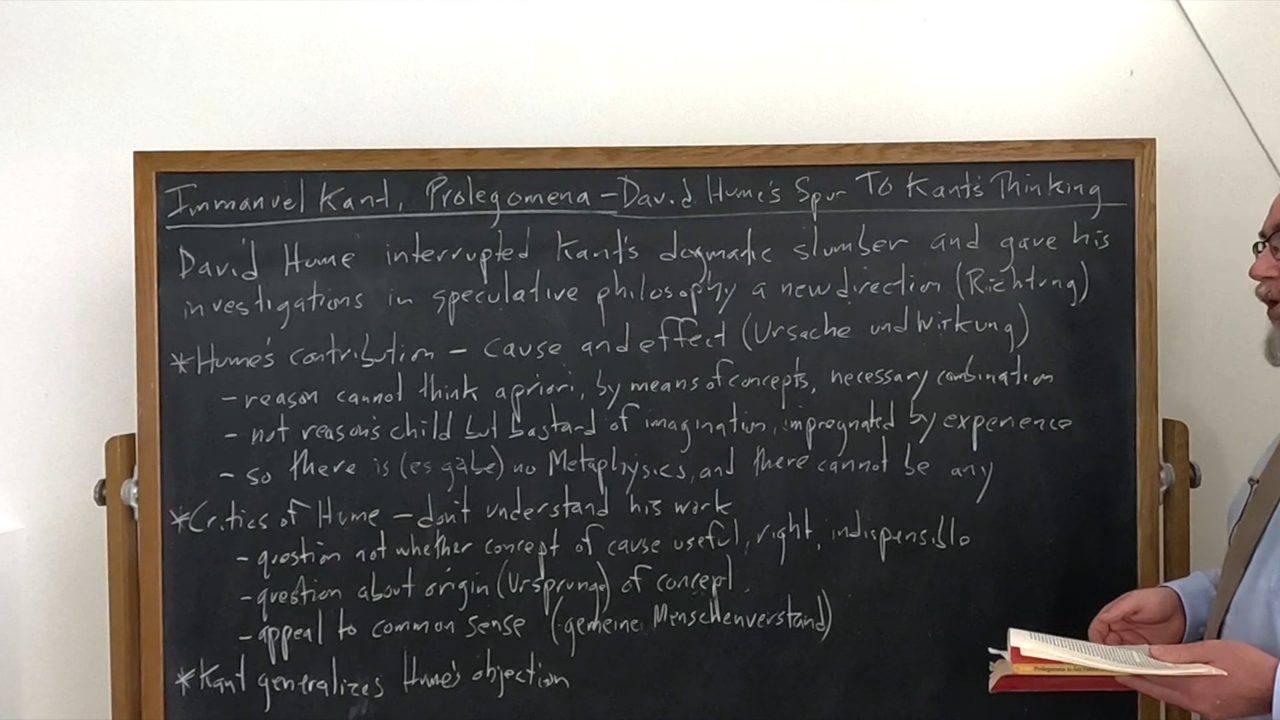 Immanuel Kant, Prolegomena – David Hume's Spur To Kant's Thinking
David Hume interrupted Kant's dogmatic slumber and gave his
investigations in speculative philosophy a new direction (Richtung)
*Hume's contribution – cause and effect (Ursache und Wirkung)
- reason cannot think a priori, by means of concepts, necessary combination
- not reason's child but bastard of imagination, impregnated by experience
- so there is (es gäbe) no Metaphysics, and there cannot be any
*Critics of Hume – don't understand his work
- question not whether concept of cause useful, right, indispensible
- question about origin (Ursprunge) of concept.
- appeal to common sense (gemeine Menschenverstand)
*Kant generalizes Hume's objection